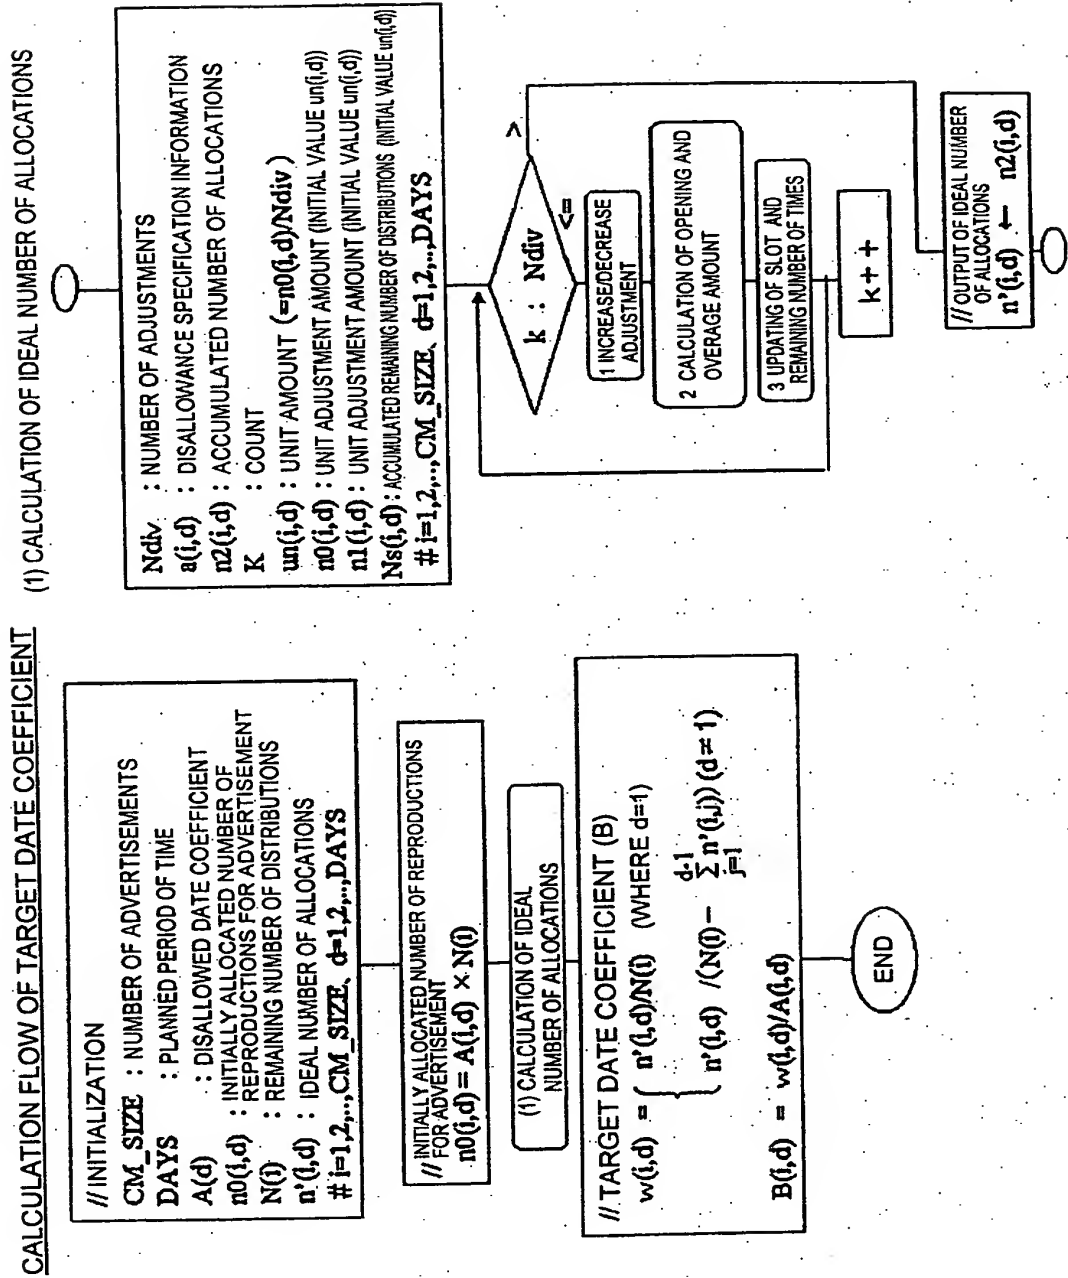 CALCULATION FLOW OF TARGET DATE COEFFICIENT
// INITIALIZATION
CM_SIZE : NUMBER OF ADVERTISEMENTS
DAYS : PLANNED PERIOD OF TIME
A(d) : DISALLOWED DATE COEFFICIENT
n0(i,d) : INITIALLY ALLOCATED NUMBER OF
REPRODUCTIONS FOR ADVERTISEMENT
N(i) : REMAINING NUMBER OF DISTRIBUTIONS
n'(i,d) : IDEAL NUMBER OF ALLOCATIONS
# i=1,2,..,CM_SIZE、d=1,2,..,DAYS
// INITIALLY ALLOCATED NUMBER OF REPRODUCTIONS
FOR ADVERTISEMENT
n0(i,d) = A(i,d) × N(i)
(1) CALCULATION OF IDEAL
NUMBER OF ALLOCATIONS
// TARGET DATE COEFFICIENT (B)
w(i,d) = { n'(i,d)/N(i) (WHERE d=1)
n'(i,d) /(N(i) − d-1 Σ j=1 n'(i,j)) (d≠1)
B(i,d) = w(i,d)/A(i,d)
END
(1) CALCULATION OF IDEAL NUMBER OF ALLOCATIONS
Ndiv : NUMBER OF ADJUSTMENTS
a(i,d) : DISALLOWANCE SPECIFICATION INFORMATION
n2(i,d) : ACCUMULATED NUMBER OF ALLOCATIONS
K : COUNT
un(i,d) : UNIT AMOUNT (=n0(i,d)/Ndiv)
n0(i,d) : UNIT ADJUSTMENT AMOUNT (INITIAL VALUE un(i,d))
n1(i,d) : UNIT ADJUSTMENT AMOUNT (INITIAL VALUE un(i,d))
Ns(i,d) : ACCUMULATED REMAINING NUMBER OF DISTRIBUTIONS (INITIAL VALUE un(i,d))
# i=1,2,..,CM_SIZE、d=1,2,..,DAYS
k : Ndiv
>
<=
1 INCREASE/DECREASE
ADJUSTMENT
2 CALCULATION OF OPENING AND
OVERAGE AMOUNT
3 UPDATING OF SLOT AND
REMAINING NUMBER OF TIMES
k++
// OUTPUT OF IDEAL NUMBER
OF ALLOCATIONS
n'(i,d) ← n2(i,d)